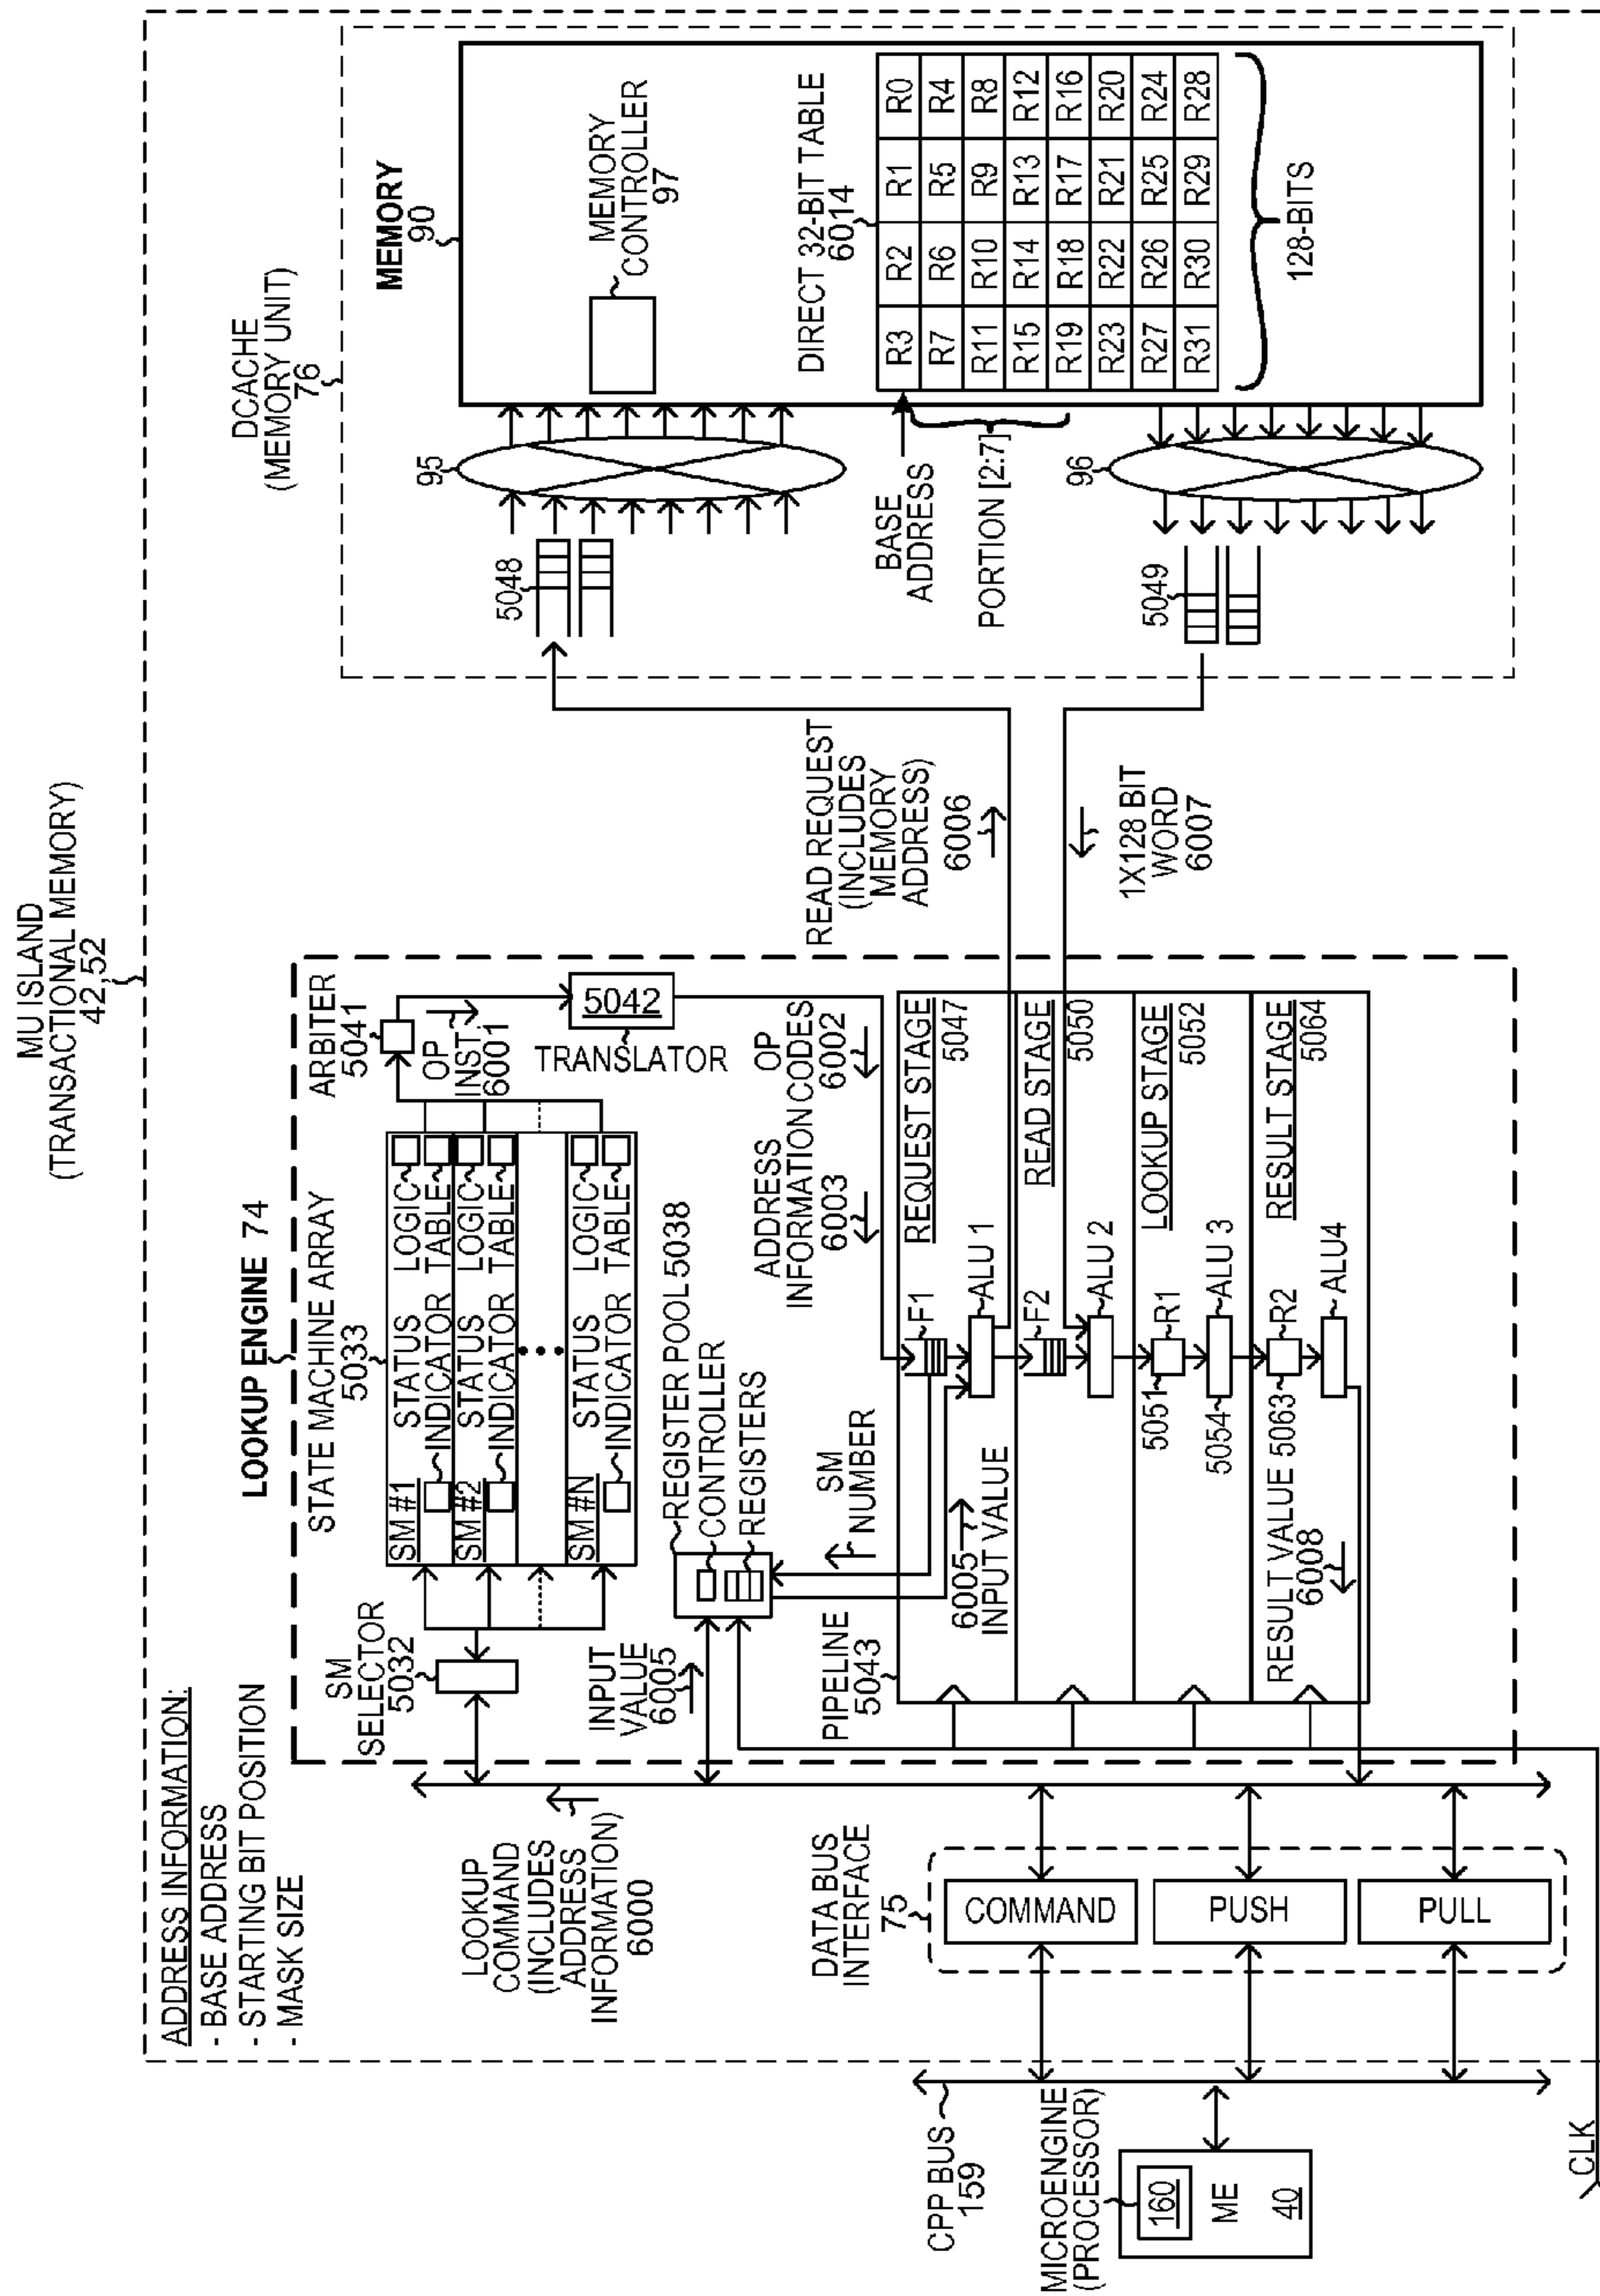 MU ISLAND
(TRANSACTIONAL MEMORY)
42,52
ADDRESS INFORMATION:
- BASE ADDRESS
- STARTING BIT POSITION
- MASK SIZE
LOOKUP ENGINE 74
STATE MACHINE ARRAY
5033
SM
SELECTOR
5032
SM #1
STATUS
INDICATOR
LOGIC
TABLE
SM #2
STATUS
INDICATOR
LOGIC
TABLE
SM #N
STATUS
INDICATOR
LOGIC
TABLE
ARBITER
5041
OP
INST.
6001
5042
TRANSLATOR
OP
CODES
6002
ADDRESS
INFORMATION
6003
INPUT
VALUE
6005
REGISTER POOL 5038
CONTROLLER
REGISTERS
SM
NUMBER
PIPELINE
5043
6005
INPUT VALUE
F1
ALU 1
REQUEST STAGE
5047
F2
ALU 2
READ STAGE
5050
5051
R1
5054
ALU 3
LOOKUP STAGE
5052
RESULT VALUE
6008
5063
R2
ALU4
RESULT STAGE
5064
LOOKUP
COMMAND
(INCLUDES
ADDRESS
INFORMATION)
6000
DATA BUS
INTERFACE
75
COMMAND
PUSH
PULL
CPP BUS
159
MICROENGINE
(PROCESSOR)
160
ME
40
CLK
READ REQUEST
(INCLUDES
MEMORY
ADDRESS)
6006
1X128 BIT
WORD
6007
DCACHE
(MEMORY UNIT)
76
MEMORY
90
MEMORY
CONTROLLER
97
95
5048
BASE
ADDRESS
PORTION [2:7]
96
5049
DIRECT 32-BIT TABLE
6014
R3 R2 R1 R0
R7 R6 R5 R4
R11 R10 R9 R8
R15 R14 R13 R12
R19 R18 R17 R16
R23 R22 R21 R20
R27 R26 R25 R24
R31 R30 R29 R28
128-BITS